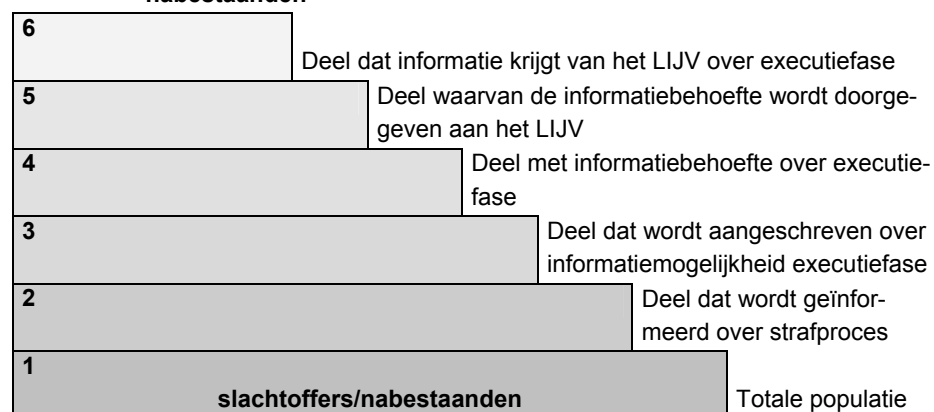 nabestaanden
6
Deel dat informatie krijgt van het LIJV over executiefase
5
Deel waarvan de informatiebehoefte wordt doorge-
geven aan het LIJV
4
Deel met informatiebehoefte over executie-
fase
3
Deel dat wordt aangeschreven over
informatiemogelijkheid executiefase
2
Deel dat wordt geïnfor-
meerd over strafproces
1
slachtoffers/nabestaanden
Totale populatie